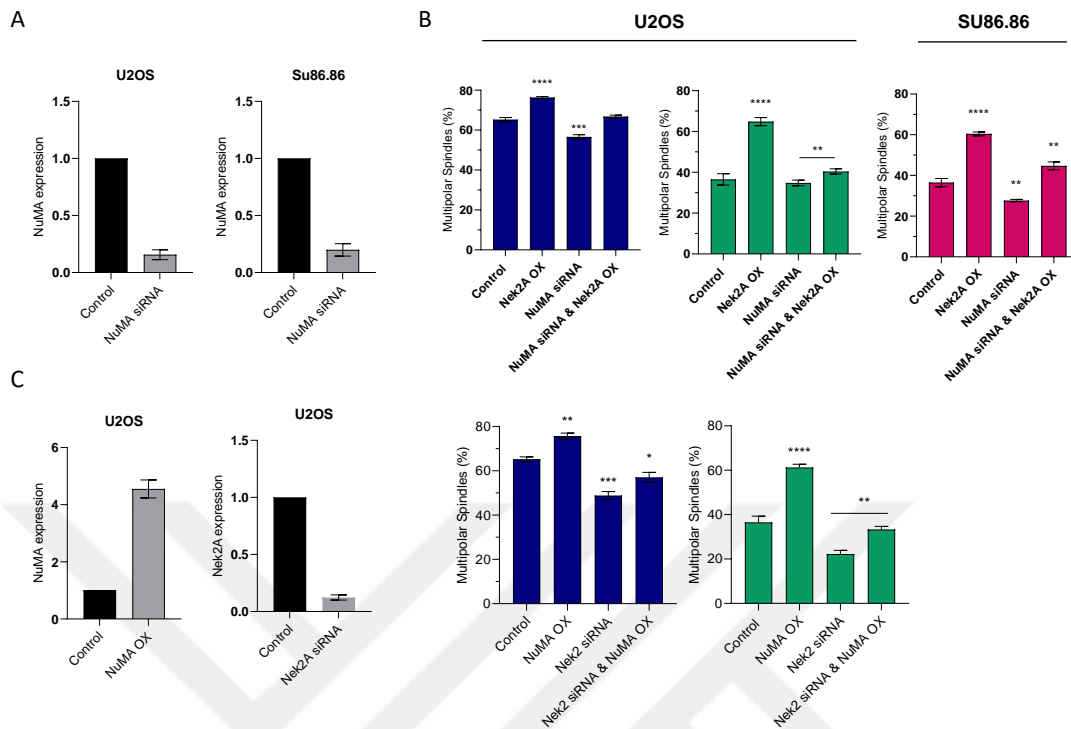 A
U2OS
NuMA expression
1.5
1.0
0.5
0.0
Control
NuMA siRNA
Su86.86
NuMA expression
1.5
1.0
0.5
0.0
Control
NuMA siRNA
B
U2OS
SU86.86
Multipolar Spindles (%)
80
60
40
20
0
****
***
Control
Nek2A OX
NuMA siRNA
NuMA siRNA & Nek2A OX
Multipolar Spindles (%)
80
60
40
20
0
****
**
Control
Nek2A OX
NuMA siRNA
NuMA siRNA & Nek2A OX
Multipolar Spindles (%)
80
60
40
20
0
****
**
**
Control
Nek2A OX
NuMA siRNA
NuMA siRNA & Nek2A OX
C
U2OS
NuMA expression
6
4
2
0
Control
NuMA OX
U2OS
Nek2A expression
1.5
1.0
0.5
0.0
Control
Nek2A siRNA
Multipolar Spindles (%)
80
60
40
20
0
**
***
*
Control
NuMA OX
Nek2 siRNA
Nek2 siRNA & NuMA OX
Multipolar Spindles (%)
80
60
40
20
0
****
**
Control
NuMA OX
Nek2 siRNA
Nek2 siRNA & NuMA OX